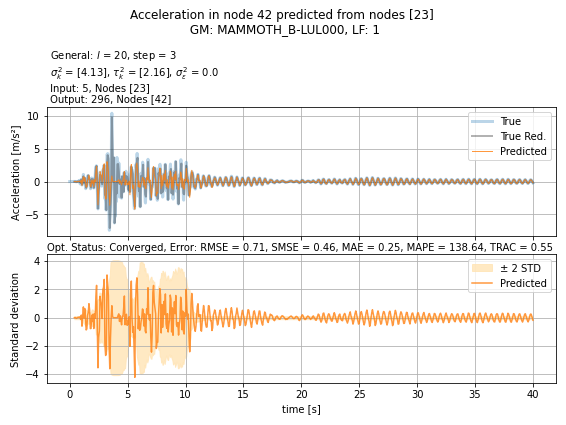 Acceleration in node 42 predicted from nodes [23]
GM: MAMMOTH_B-LUL000, LF: 1
General: l = 20, step = 3
σ²ₖ = [4.13], τ²ₖ = [2.16], σ²ε = 0.0
Input: 5, Nodes [23]
Output: 296, Nodes [42]
Acceleration [m/s²]
10
5
0
−5
True
True Red.
Predicted
Opt. Status: Converged, Error: RMSE = 0.71, SMSE = 0.46, MAE = 0.25, MAPE = 138.64, TRAC = 0.55
Standard deviation
4
2
0
−2
−4
± 2 STD
Predicted
0 5 10 15 20 25 30 35 40
time [s]